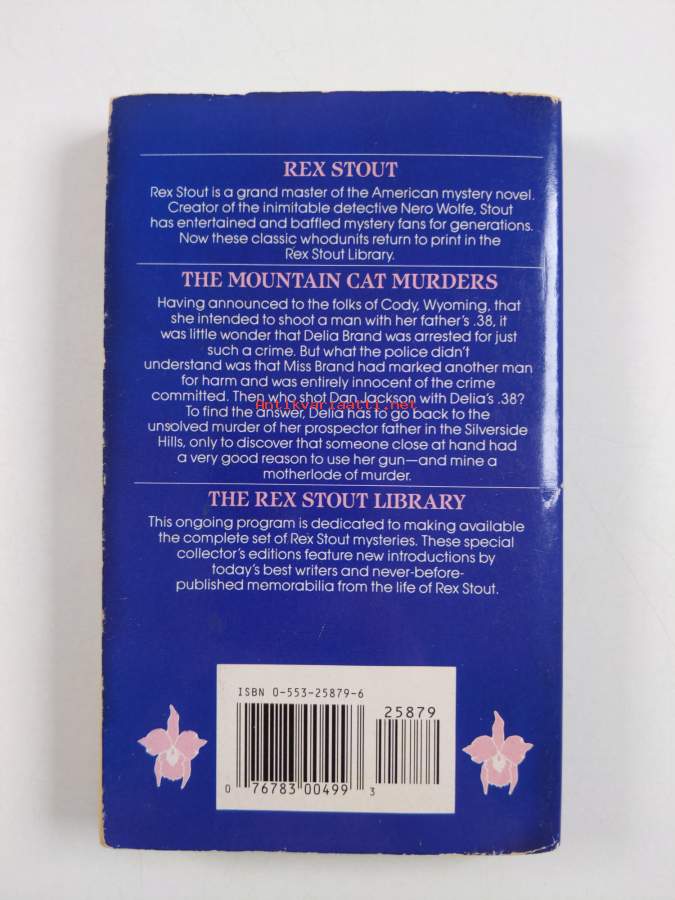 REX STOUT
Rex Stout is a grand master of the American mystery novel.
Creator of the inimitable detective Nero Wolfe, Stout
has entertained and baffled mystery fans for generations.
Now these classic whodunits return to print in the
Rex Stout Library.
THE MOUNTAIN CAT MURDERS
Having announced to the folks of Cody, Wyoming, that
she intended to shoot a man with her father's .38, it
was little wonder that Delia Brand was arrested for just
such a crime. But what the police didn't
understand was that Miss Brand had marked another man
for harm and was entirely innocent of the crime
committed. Then who shot Dan Jackson with Delia's .38?
Antikvariaatti.net
To find the answer, Delia has to go back to the
unsolved murder of her prospector father in the Silverside
Hills, only to discover that someone close at hand had
a very good reason to use her gun—and mine a
motherlode of murder.
THE REX STOUT LIBRARY
This ongoing program is dedicated to making available
the complete set of Rex Stout mysteries. These special
collector's editions feature new introductions by
today's best writers and never-before-
published memorabilia from the life of Rex Stout.
ISBN 0-553-25879-6
25879
0 76783 00499 3